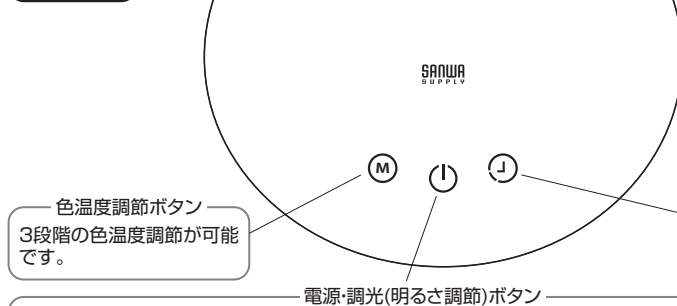 SANWA
SUPPLY
M
色温度調節ボタン
3段階の色温度調節が可能
です。
電源・調光(明るさ調節)ボタン